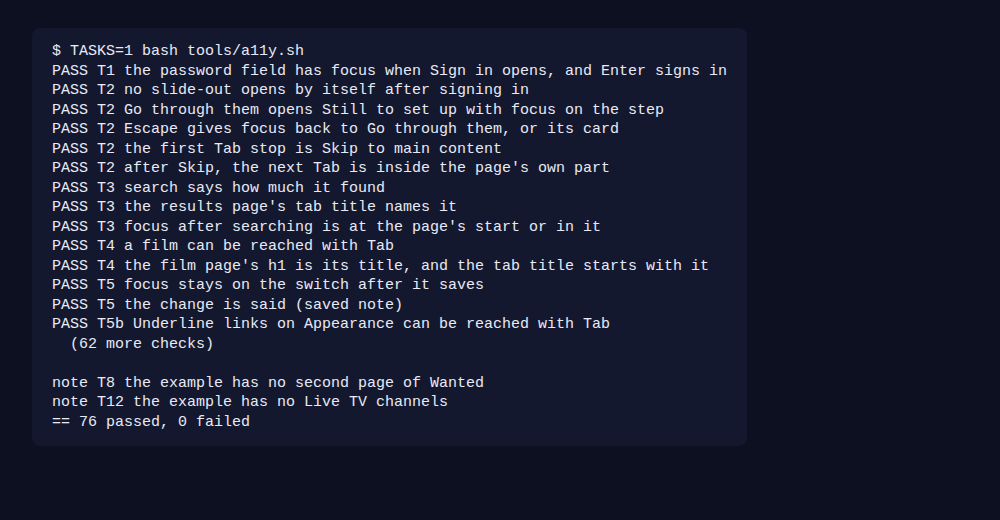 $ TASKS=1 bash tools/a11y.sh
PASS T1 the password field has focus when Sign in opens, and Enter signs in
PASS T2 no slide-out opens by itself after signing in
PASS T2 Go through them opens Still to set up with focus on the step
PASS T2 Escape gives focus back to Go through them, or its card
PASS T2 the first Tab stop is Skip to main content
PASS T2 after Skip, the next Tab is inside the page's own part
PASS T3 search says how much it found
PASS T3 the results page's tab title names it
PASS T3 focus after searching is at the page's start or in it
PASS T4 a film can be reached with Tab
PASS T4 the film page's h1 is its title, and the tab title starts with it
PASS T5 focus stays on the switch after it saves
PASS T5 the change is said (saved note)
PASS T5b Underline links on Appearance can be reached with Tab
(62 more checks)
note T8 the example has no second page of Wanted
note T12 the example has no Live TV channels
== 76 passed, 0 failed